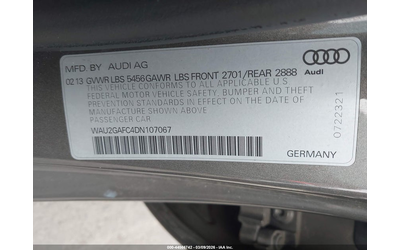 MFD. BY AUDI AG
02 13 GVWR LBS 5456 GAWR LBS FRONT 2701/REAR 2888
THIS VEHICLE CONFORMS TO ALL APPLICABLE U.S.
FEDERAL MOTOR VEHICLE SAFETY, BUMPER AND THEFT
PREVENTION STANDARDS IN EFFECT ON THE DATE OF
MANUFACTURE SHOWN ABOVE.
PASSENGER CAR
WAU2GAFC4DN107067
Audi
0722321
GERMANY